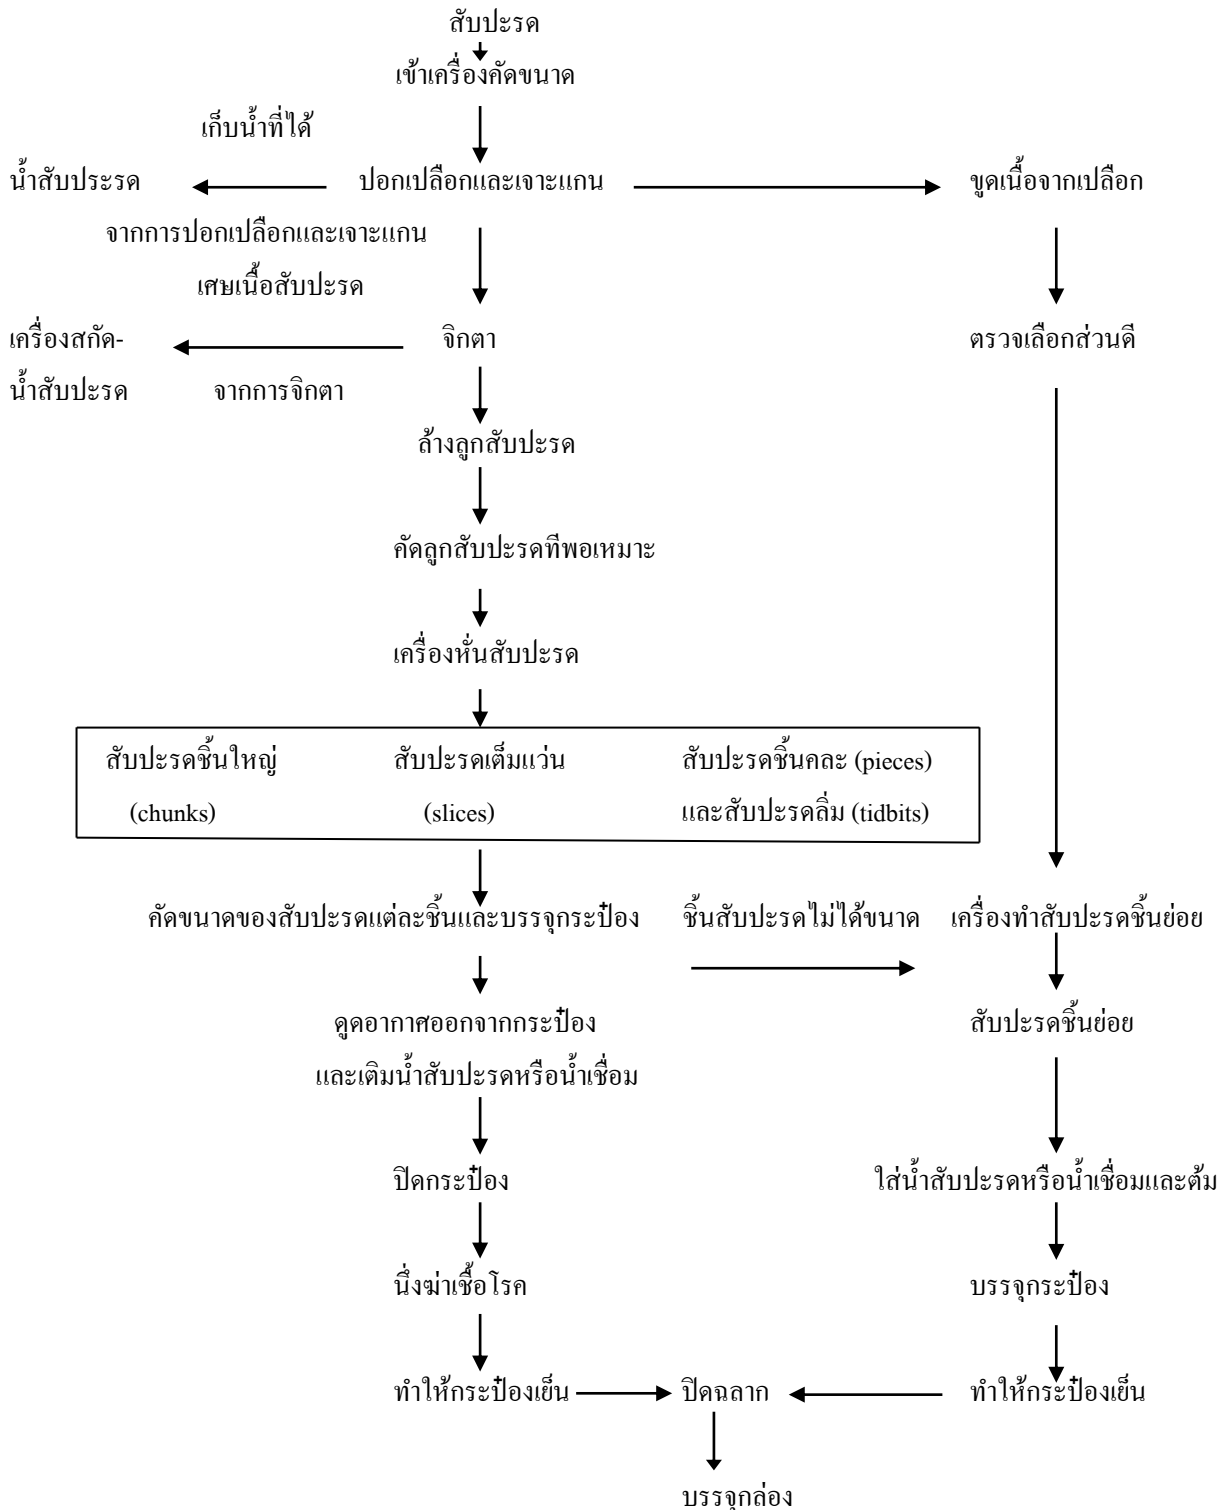 สับปะรด
เข้าเครื่องคัดขนาด
เก็บน้ำที่ได้
น้ำสับประรด ปอกเปลือกและเจาะแกน ขูดเนื้อจากเปลือก
จากการปอกเปลือกและเจาะแกน
เศษเนื้อสับปะรด
เครื่องสกัด- จิกตา ตรวจเลือกส่วนดี
น้ำสับปะรด จากการจิกตา
ล้างลูกสับปะรด
คัดลูกสับปะรดทีพอเหมาะ
เครื่องหั่นสับปะรด
สับปะรดชิ้นใหญ่ สับปะรดเต็มแว่น สับปะรดชิ้นคละ (pieces)
(chunks) (slices) และสับปะรดลิ่ม (tidbits)
คัดขนาดของสับปะรดแต่ละชิ้นและบรรจุกระป๋อง ชิ้นสับปะรดไม่ได้ขนาด เครื่องทำสับปะรดชิ้นย่อย
ดูดอากาศออกจากกระป๋อง สับปะรดชิ้นย่อย
และเติมน้ำสับปะรดหรือน้ำเชื่อม
ปิดกระป๋อง ใส่น้ำสับปะรดหรือน้ำเชื่อมและต้ม
นึ่งฆ่าเชื้อโรค บรรจุกระป๋อง
ทำให้กระป๋องเย็น ปิดฉลาก ทำให้กระป๋องเย็น
บรรจุกล่อง